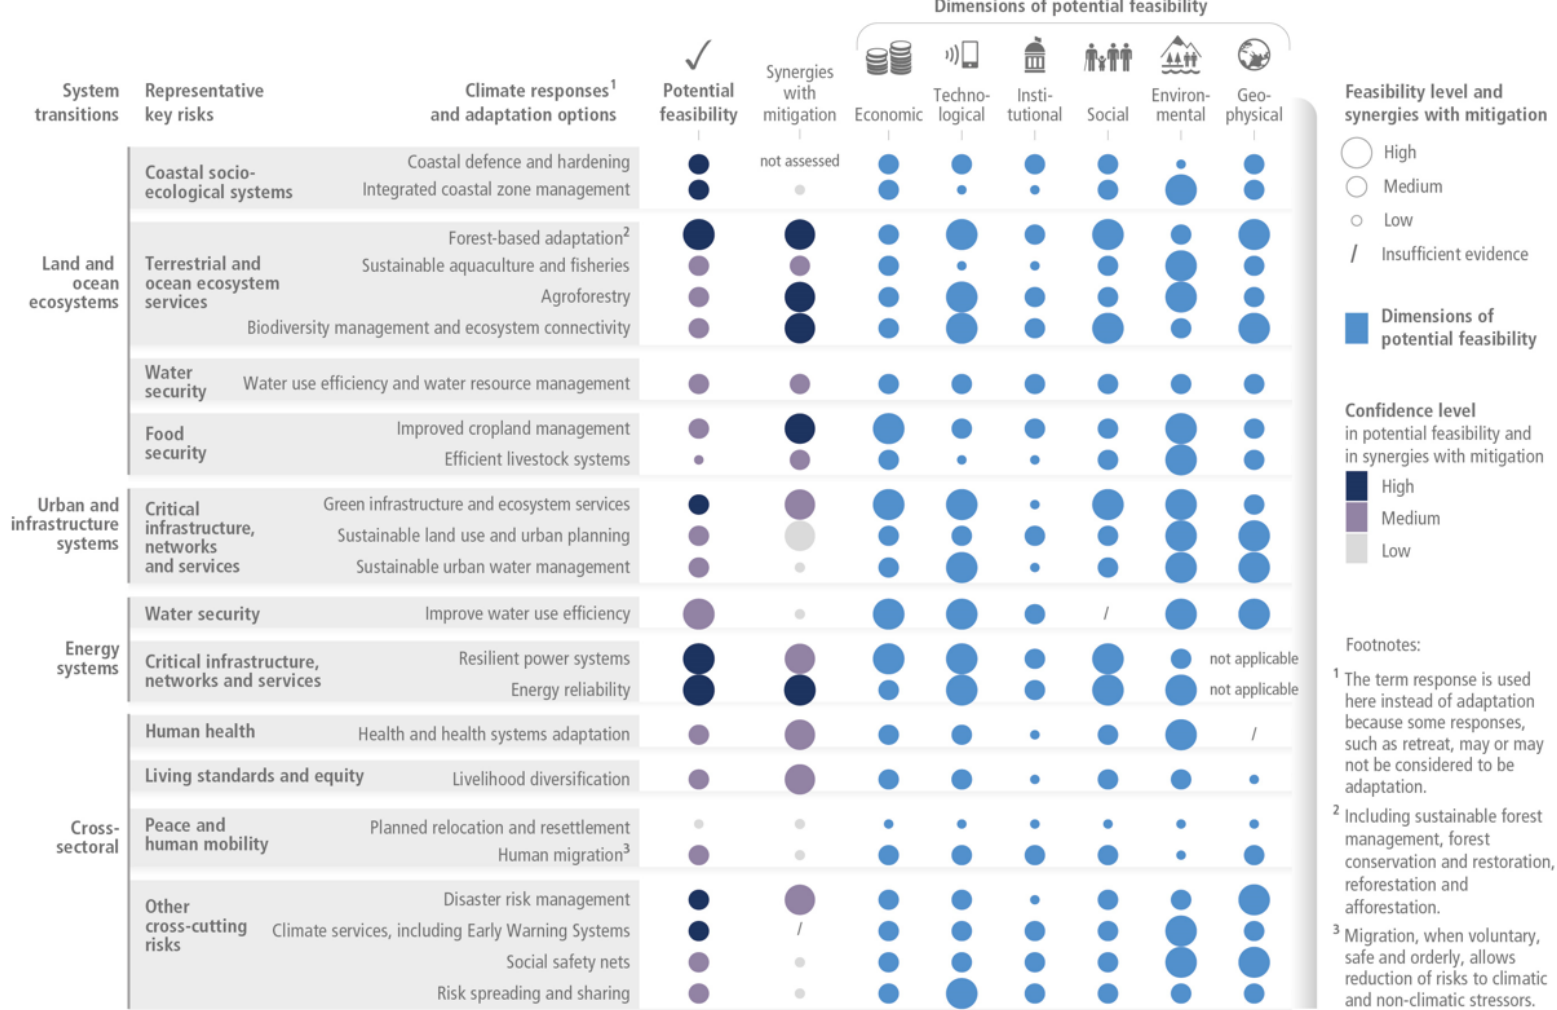 Dimensions of potential feasibility
System
transitions
Representative
key risks
Climate responses1
and adaptation options
Potential
feasibility
Synergies
with
mitigation
Economic
Techno-
logical
Insti-
tutional
Social
Environ-
mental
Geo-
physical
Land and
ocean
ecosystems
Coastal socio-
ecological systems
Coastal defence and hardening
not assessed
Integrated coastal zone management
Terrestrial and
ocean ecosystem
services
Forest-based adaptation2
Sustainable aquaculture and fisheries
Agroforestry
Biodiversity management and ecosystem connectivity
Water
security
Water use efficiency and water resource management
Food
security
Improved cropland management
Efficient livestock systems
Urban and
infrastructure
systems
Critical
infrastructure,
networks
and services
Green infrastructure and ecosystem services
Sustainable land use and urban planning
Sustainable urban water management
Energy
systems
Water security
Improve water use efficiency
/
Critical infrastructure,
networks and services
Resilient power systems
not applicable
Energy reliability
not applicable
Cross-
sectoral
Human health
Health and health systems adaptation
/
Living standards and equity
Livelihood diversification
Peace and
human mobility
Planned relocation and resettlement
Human migration3
Other
cross-cutting
risks
Disaster risk management
Climate services, including Early Warning Systems
/
Social safety nets
Risk spreading and sharing
Feasibility level and
synergies with mitigation
High
Medium
Low
/ Insufficient evidence
Dimensions of
potential feasibility
Confidence level
in potential feasibility and
in synergies with mitigation
High
Medium
Low
Footnotes:
1 The term response is used
here instead of adaptation
because some responses,
such as retreat, may or may
not be considered to be
adaptation.
2 Including sustainable forest
management, forest
conservation and restoration,
reforestation and
afforestation.
3 Migration, when voluntary,
safe and orderly, allows
reduction of risks to climatic
and non-climatic stressors.